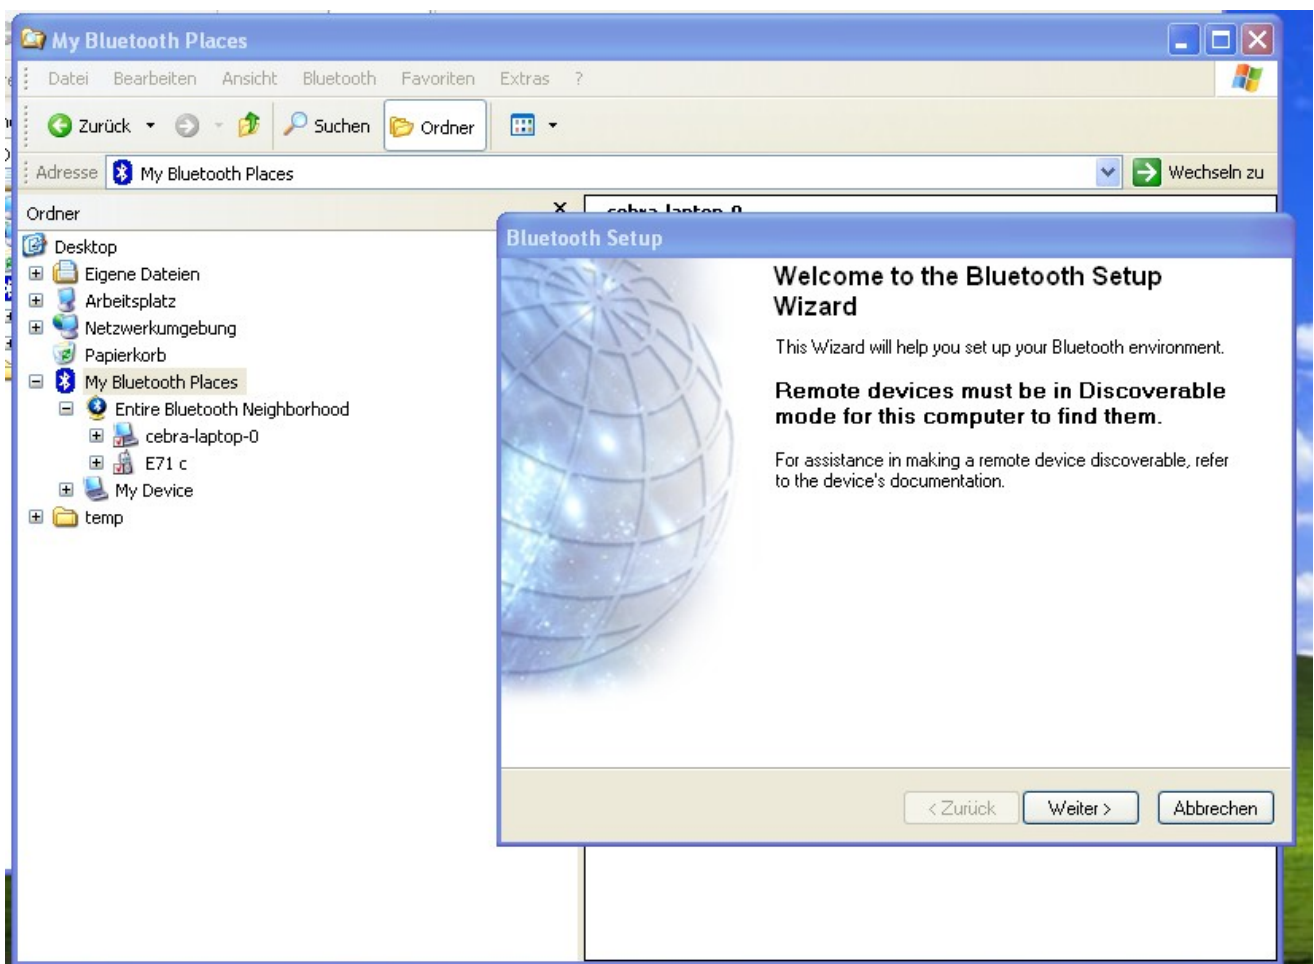 My Bluetooth Places
Datei Bearbeiten Ansicht Bluetooth Favoriten Extras ?
Zurück Suchen Ordner
Adresse My Bluetooth Places Wechseln zu
Ordner
cebra-laptop-0
Desktop
Eigene Dateien
Arbeitsplatz
Netzwerkumgebung
Papierkorb
My Bluetooth Places
Entire Bluetooth Neighborhood
cebra-laptop-0
E71 c
My Device
temp
Bluetooth Setup
Welcome to the Bluetooth Setup
Wizard
This Wizard will help you set up your Bluetooth environment.
Remote devices must be in Discoverable
mode for this computer to find them.
For assistance in making a remote device discoverable, refer
to the device's documentation.
< Zurück Weiter > Abbrechen